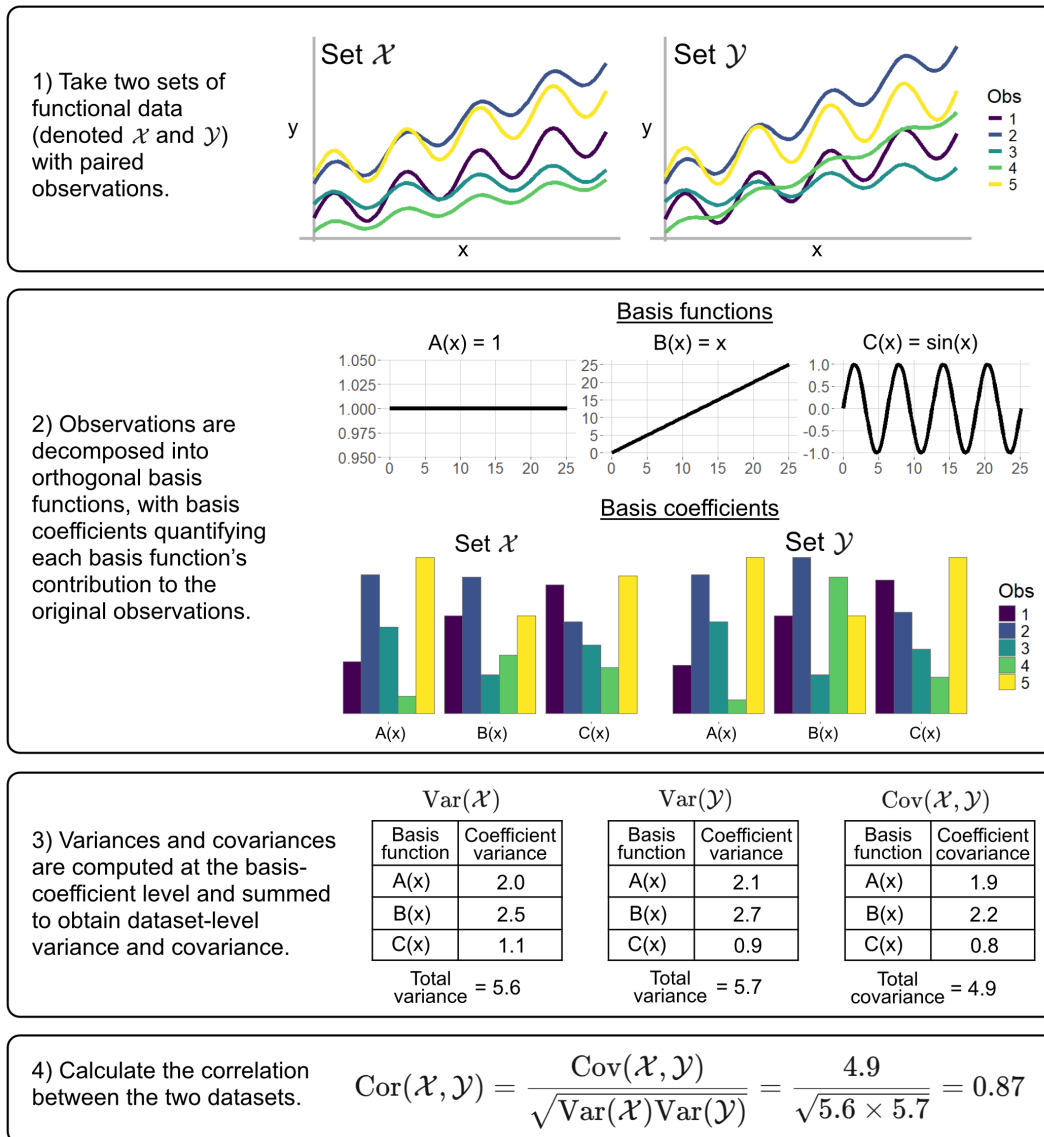 1) Take two sets of
functional data
(denoted 𝒳 and 𝒴)
with paired
observations.
Set 𝒳
y
x
Set 𝒴
y
x
Obs
1
2
3
4
5
2) Observations are
decomposed into
orthogonal basis
functions, with basis
coefficients quantifying
each basis function’s
contribution to the
original observations.
Basis functions
A(x) = 1
1.050
1.025
1.000
0.975
0.950
0 5 10 15 20 25
B(x) = x
25
20
15
10
5
0
0 5 10 15 20 25
C(x) = sin(x)
1.0
0.5
0.0
-0.5
-1.0
0 5 10 15 20 25
Basis coefficients
Set 𝒳
A(x) B(x) C(x)
Set 𝒴
A(x) B(x) C(x)
Obs
1
2
3
4
5
3) Variances and covariances
are computed at the basis-
coefficient level and summed
to obtain dataset-level
variance and covariance.
Var(𝒳)
Basis function Coefficient variance
A(x) 2.0
B(x) 2.5
C(x) 1.1
Total variance = 5.6
Var(𝒴)
Basis function Coefficient variance
A(x) 2.1
B(x) 2.7
C(x) 0.9
Total variance = 5.7
Cov(𝒳, 𝒴)
Basis function Coefficient covariance
A(x) 1.9
B(x) 2.2
C(x) 0.8
Total covariance = 4.9
4) Calculate the correlation
between the two datasets.
Cor(𝒳, 𝒴) = Cov(𝒳, 𝒴) / √(Var(𝒳)Var(𝒴)) = 4.9 / √(5.6 × 5.7) = 0.87